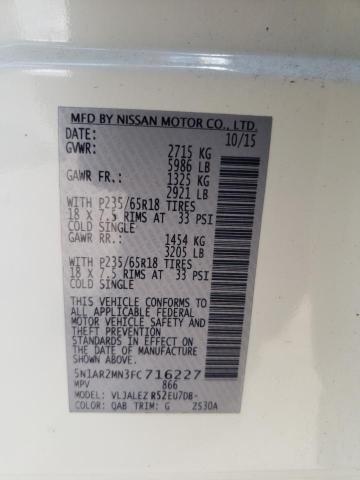 MFD BY NISSAN MOTOR CO., LTD.
DATE: 10/15
GVWR: 2715 KG
5986 LB
GAWR FR.: 1325 KG
2921 LB
WITH P235/65R18 TIRES
18 X 7.5 RIMS AT 33 PSI
COLD SINGLE
GAWR RR.: 1454 KG
3205 LB
WITH P235/65R18 TIRES
18 X 7.5 RIMS AT 33 PSI
COLD SINGLE
THIS VEHICLE CONFORMS TO
ALL APPLICABLE FEDERAL
MOTOR VEHICLE SAFETY
AND THEFT PREVENTION
STANDARDS IN EFFECT ON
THE DATE OF MANUFACTURE
SHOWN ABOVE.
5N1AR2MN3FC716227
MPV 866
MODEL: VLJALEZ R52EU7DB-
COLOR: QAB TRIM: G ZS30A